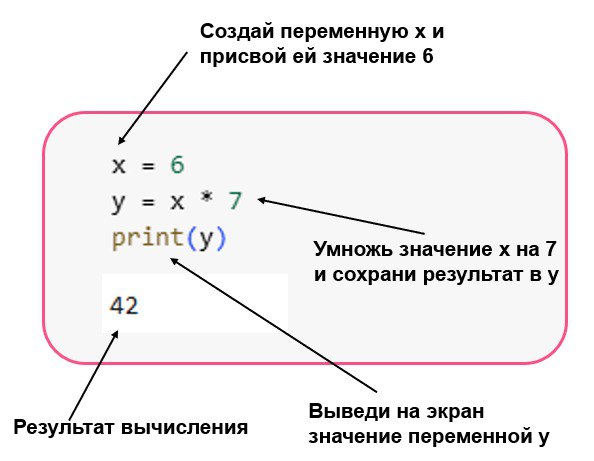 Создай переменную x и
присвой ей значение 6
x = 6
y = x * 7
print(y)
Умножь значение x на 7
и сохрани результат в y
42
Результат вычисления
Выведи на экран
значение переменной y